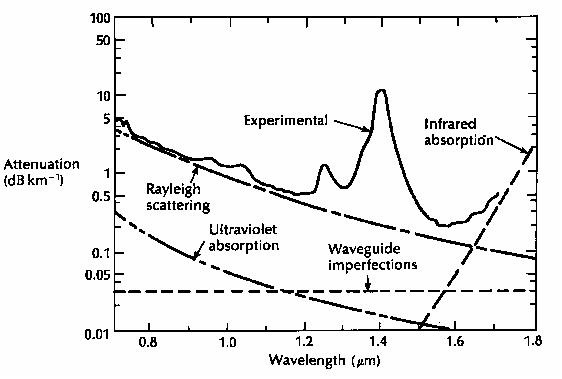 100
50
10
5
1
0.5
0.1
0.05
0.01
Attenuation
(dB km⁻¹)
Experimental
Infrared
absorption
Rayleigh
scattering
Ultraviolet
absorption
Waveguide
imperfections
0.8
1.0
1.2
1.4
1.6
1.8
Wavelength (μm)